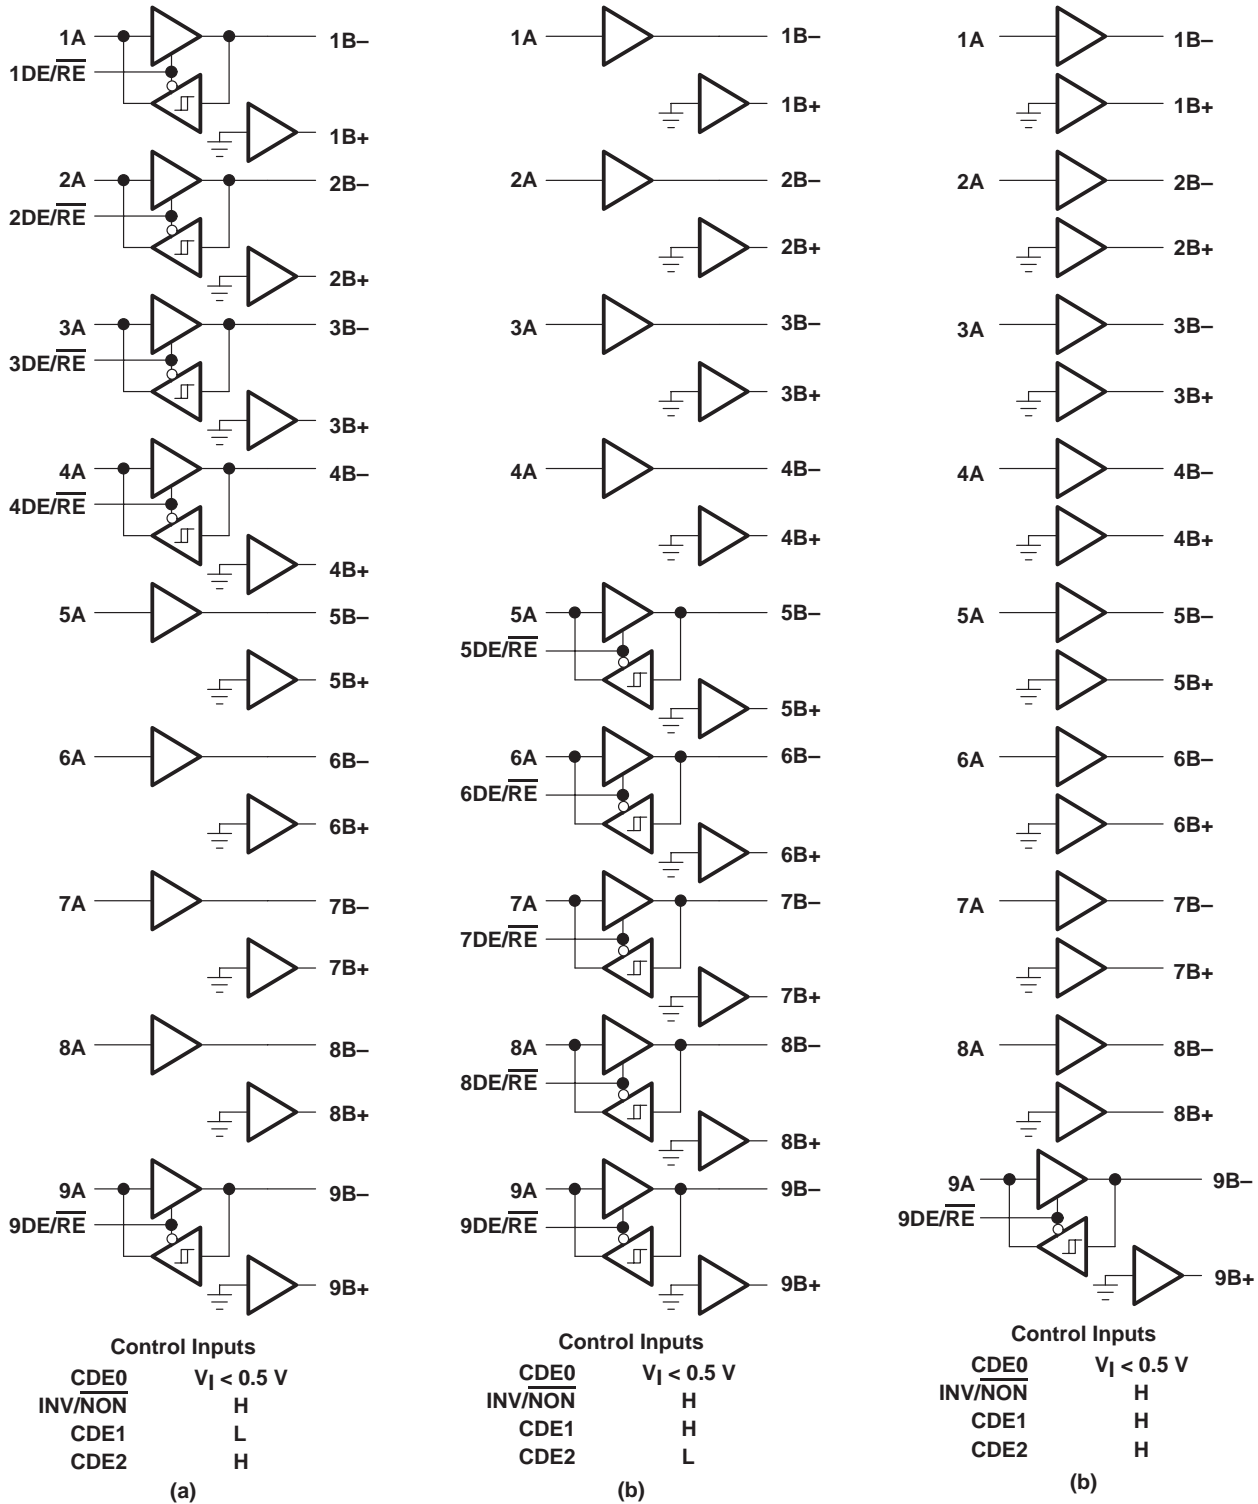 1A
1DE/RE
1B–
1B+
2A
2DE/RE
2B–
2B+
3A
3DE/RE
3B–
3B+
4A
4DE/RE
4B–
4B+
5A
5B–
5B+
6A
6B–
6B+
7A
7B–
7B+
8A
8B–
8B+
9A
9DE/RE
9B–
9B+
Control Inputs
CDE0 VI < 0.5 V
INV/NON H
CDE1 L
CDE2 H
(a)
1A
1B–
1B+
2A
2B–
2B+
3A
3B–
3B+
4A
4B–
4B+
5A
5DE/RE
5B–
5B+
6A
6DE/RE
6B–
6B+
7A
7DE/RE
7B–
7B+
8A
8DE/RE
8B–
8B+
9A
9DE/RE
9B–
9B+
Control Inputs
CDE0 VI < 0.5 V
INV/NON H
CDE1 H
CDE2 L
(b)
1A
1B–
1B+
2A
2B–
2B+
3A
3B–
3B+
4A
4B–
4B+
5A
5B–
5B+
6A
6B–
6B+
7A
7B–
7B+
8A
8B–
8B+
9A
9DE/RE
9B–
9B+
Control Inputs
CDE0 VI < 0.5 V
INV/NON H
CDE1 H
CDE2 H
(b)